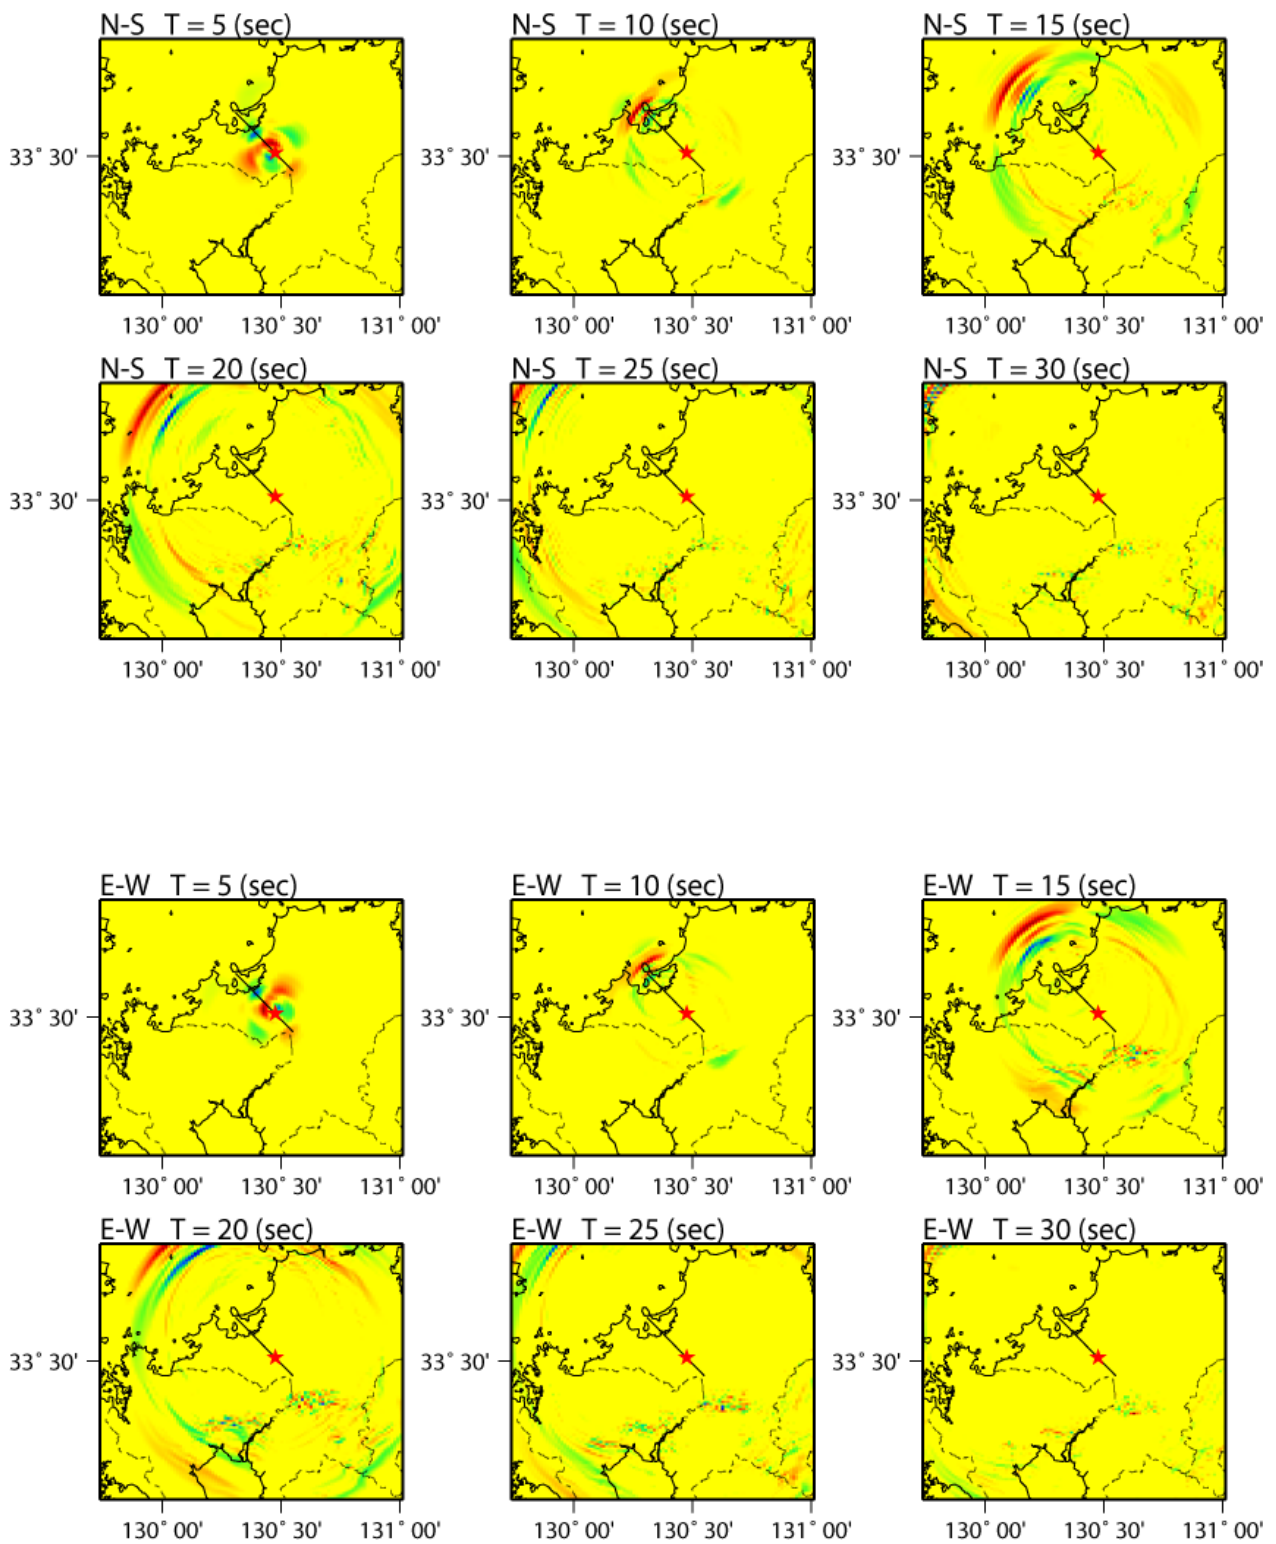 N-S T = 5 (sec) N-S T = 10 (sec) N-S T = 15 (sec)
33° 30' 33° 30' 33° 30'
130° 00' 130° 30' 131° 00' 130° 00' 130° 30' 131° 00' 130° 00' 130° 30' 131° 00'
N-S T = 20 (sec) N-S T = 25 (sec) N-S T = 30 (sec)
33° 30' 33° 30' 33° 30'
130° 00' 130° 30' 131° 00' 130° 00' 130° 30' 131° 00' 130° 00' 130° 30' 131° 00'
E-W T = 5 (sec) E-W T = 10 (sec) E-W T = 15 (sec)
33° 30' 33° 30' 33° 30'
130° 00' 130° 30' 131° 00' 130° 00' 130° 30' 131° 00' 130° 00' 130° 30' 131° 00'
E-W T = 20 (sec) E-W T = 25 (sec) E-W T = 30 (sec)
33° 30' 33° 30' 33° 30'
130° 00' 130° 30' 131° 00' 130° 00' 130° 30' 131° 00' 130° 00' 130° 30' 131° 00'